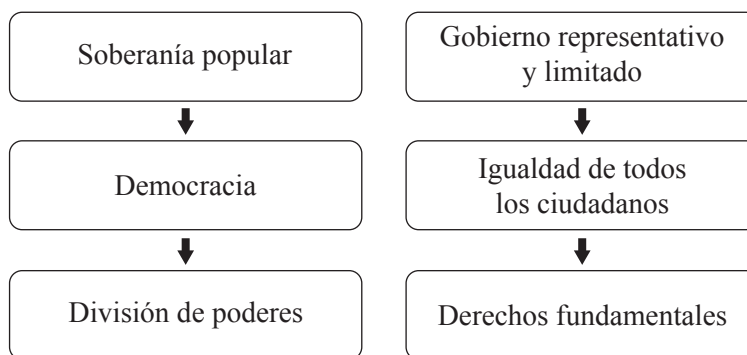 Soberanía popular
Democracia
División de poderes
Gobierno representativo
y limitado
Igualdad de todos
los ciudadanos
Derechos fundamentales